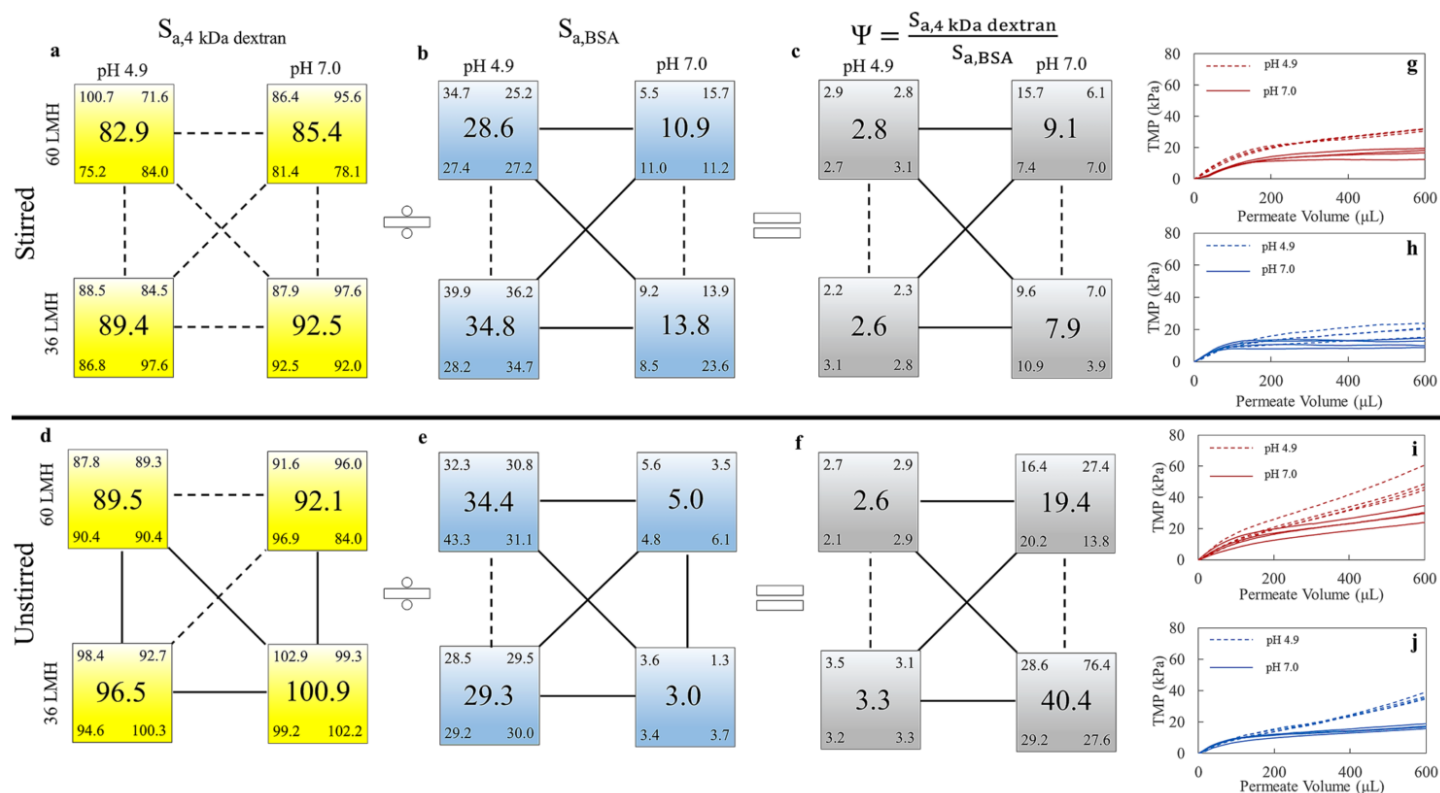 S a,4 kDa dextran
S a,BSA
Ψ = S a,4 kDa dextran / S a,BSA
a
pH 4.9 pH 7.0
b
pH 4.9 pH 7.0
c
pH 4.9 pH 7.0
Stirred
60 LMH
100.7 71.6
82.9
75.2 84.0
86.4 95.6
85.4
81.4 78.1
34.7 25.2
28.6
27.4 27.2
5.5 15.7
10.9
11.0 11.2
2.9 2.8
2.8
2.7 3.1
15.7 6.1
9.1
7.4 7.0
÷
=
36 LMH
88.5 84.5
89.4
86.8 97.6
87.9 97.6
92.5
92.5 92.0
39.9 36.2
34.8
28.2 34.7
9.2 13.9
13.8
8.5 23.6
2.2 2.3
2.6
3.1 2.8
9.6 7.0
7.9
10.9 3.9
g
pH 4.9
pH 7.0
TMP (kPa)
80
60
40
20
0
0 200 400 600
Permeate Volume (μL)
h
pH 4.9
pH 7.0
TMP (kPa)
80
60
40
20
0
0 200 400 600
Permeate Volume (μL)
Unstirred
d
e
f
60 LMH
87.8 89.3
89.5
90.4 90.4
91.6 96.0
92.1
96.9 84.0
32.3 30.8
34.4
43.3 31.1
5.6 3.5
5.0
4.8 6.1
2.7 2.9
2.6
2.1 2.9
16.4 27.4
19.4
20.2 13.8
÷
=
36 LMH
98.4 92.7
96.5
94.6 100.3
102.9 99.3
100.9
99.2 102.2
28.5 29.5
29.3
29.2 30.0
3.6 1.3
3.0
3.4 3.7
3.5 3.1
3.3
3.2 3.3
28.6 76.4
40.4
29.2 27.6
i
pH 4.9
pH 7.0
TMP (kPa)
80
60
40
20
0
0 200 400 600
Permeate Volume (μL)
j
pH 4.9
pH 7.0
TMP (kPa)
80
60
40
20
0
0 200 400 600
Permeate Volume (μL)